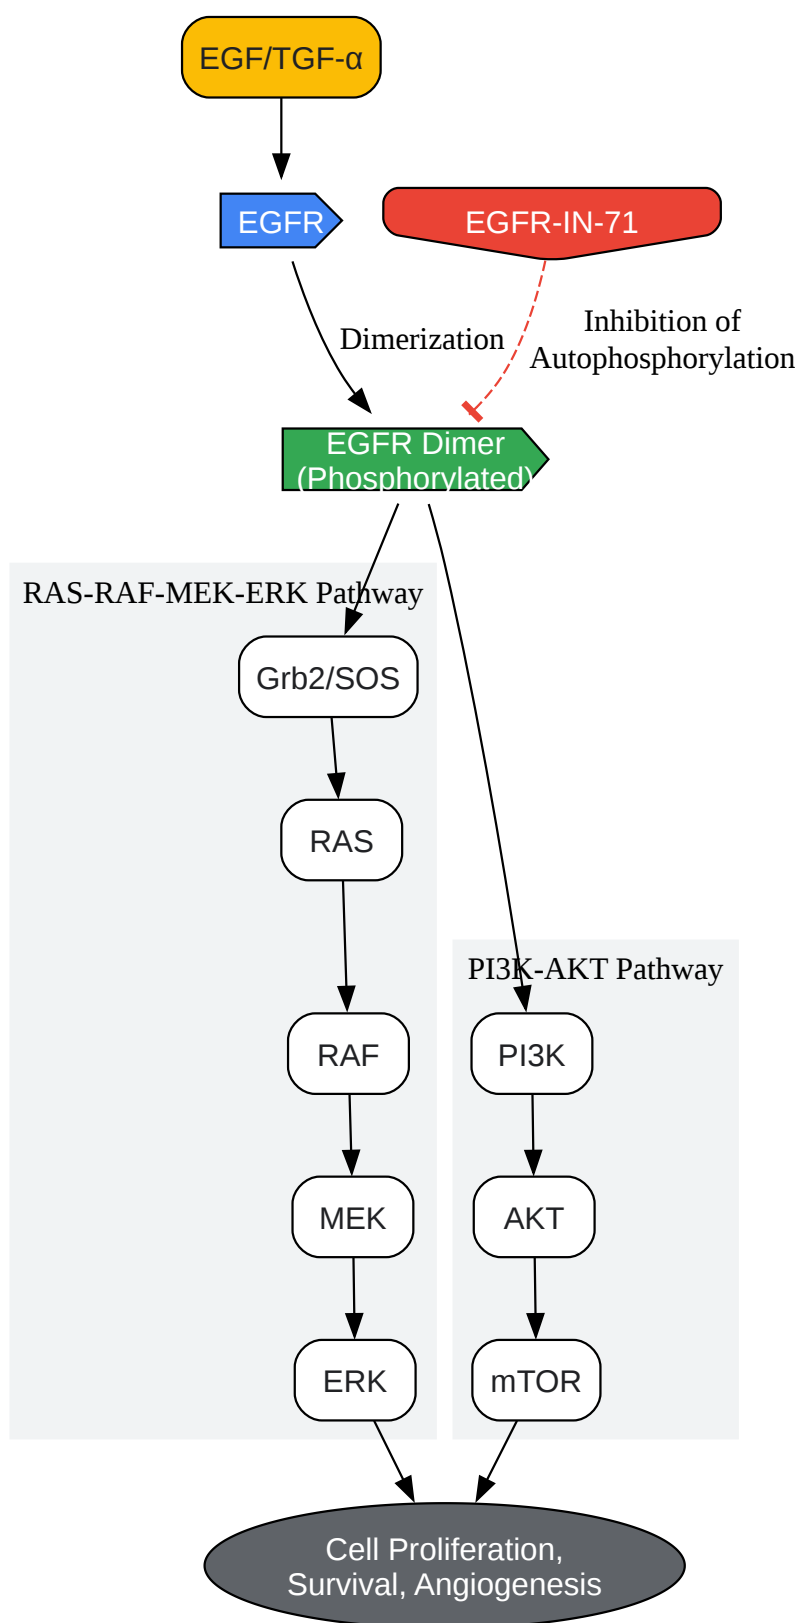 EGF/TGF-α
EGFR
EGFR-IN-71
Dimerization
Inhibition of
Autophosphorylation
EGFR Dimer
(Phosphorylated)
RAS-RAF-MEK-ERK Pathway
Grb2/SOS
RAS
PI3K-AKT Pathway
RAF
PI3K
MEK
AKT
ERK
mTOR
Cell Proliferation,
Survival, Angiogenesis